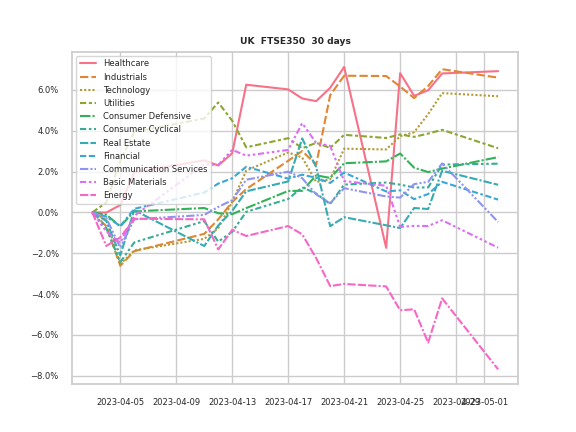 UK FTSE350 30 days
Healthcare
Industrials
Technology
Utilities
Consumer Defensive
Consumer Cyclical
Real Estate
Financial
Communication Services
Basic Materials
Energy
6.0%
4.0%
2.0%
0.0%
−2.0%
−4.0%
−6.0%
−8.0%
2023-04-05 2023-04-09 2023-04-13 2023-04-17 2023-04-21 2023-04-25 2023-04-29 2023-05-01